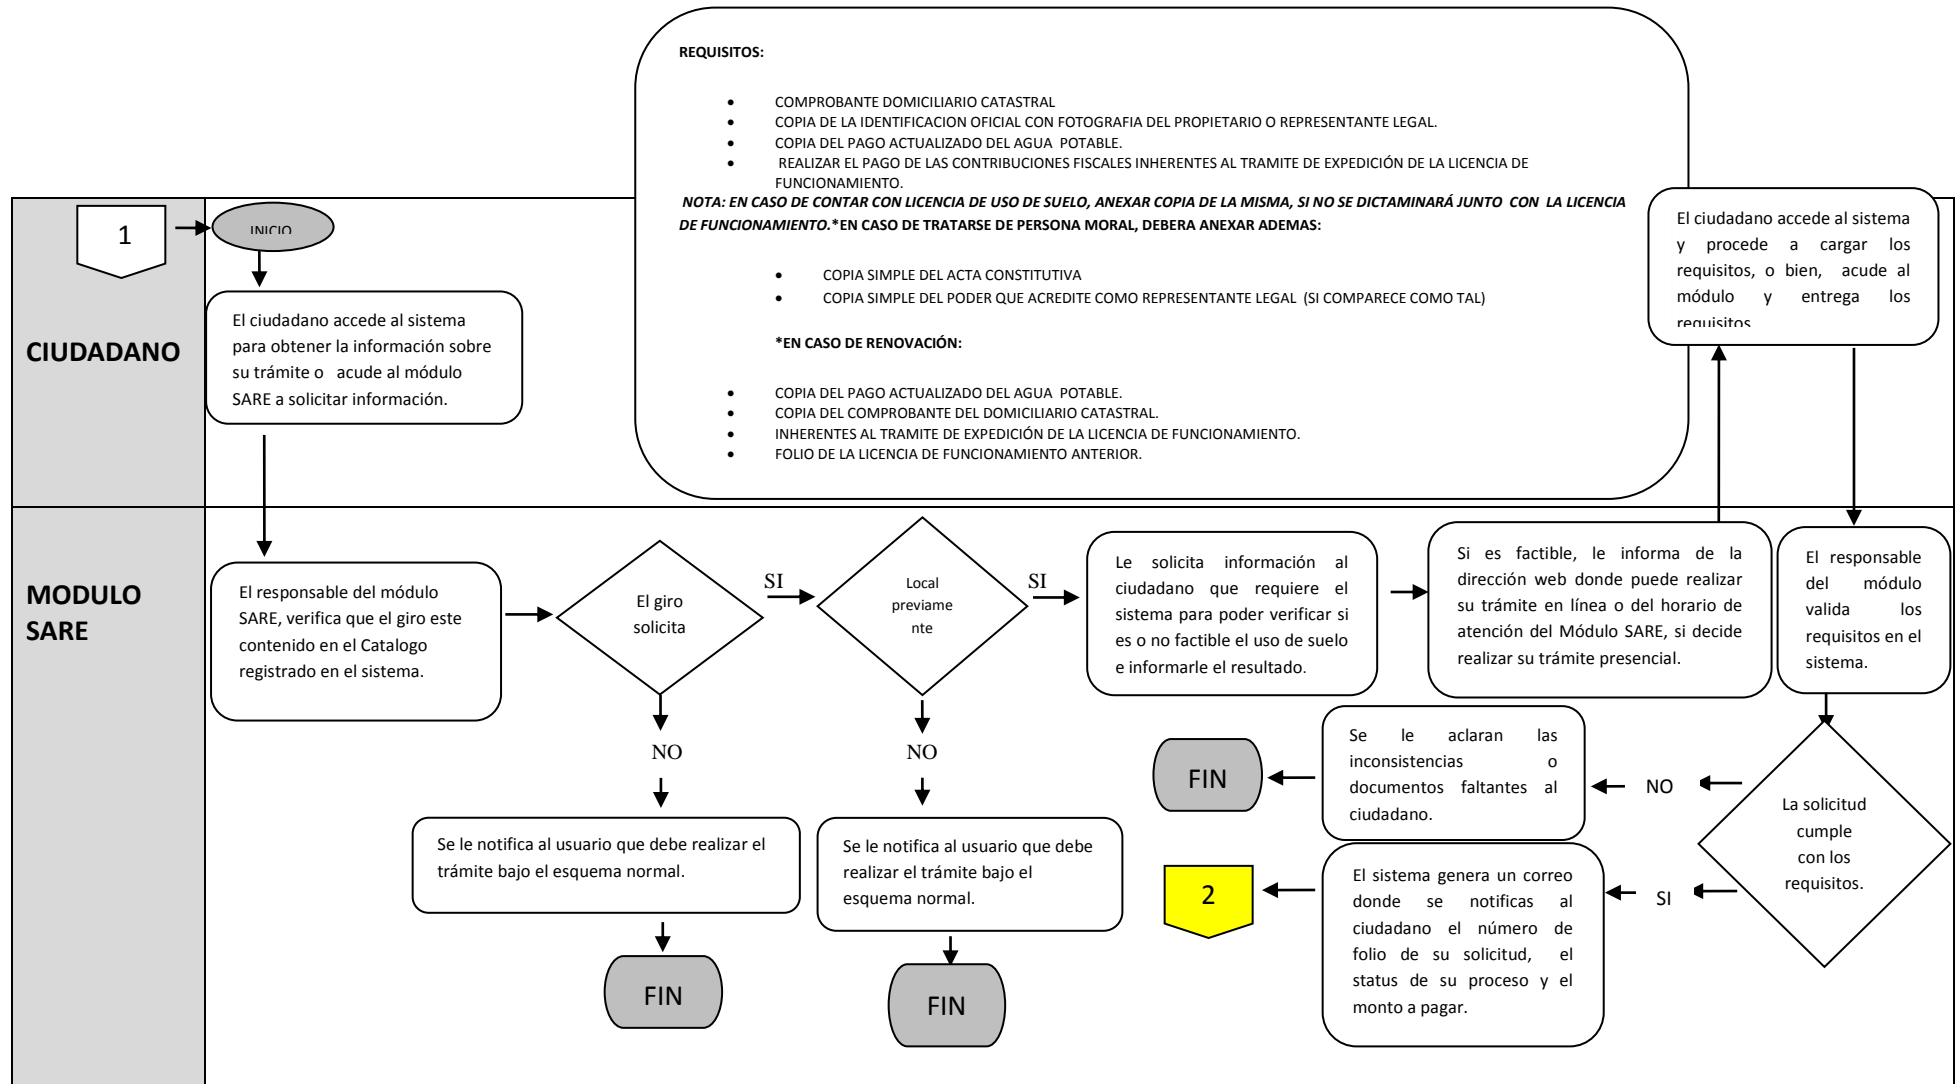 REQUISITOS:
• COMPROBANTE DOMICILIARIO CATASTRAL
• COPIA DE LA IDENTIFICACION OFICIAL CON FOTOGRAFIA DEL PROPIETARIO O REPRESENTANTE LEGAL.
• COPIA DEL PAGO ACTUALIZADO DEL AGUA POTABLE.
• REALIZAR EL PAGO DE LAS CONTRIBUCIONES FISCALES INHERENTES AL TRAMITE DE EXPEDICIÓN DE LA LICENCIA DE
FUNCIONAMIENTO.
NOTA: EN CASO DE CONTAR CON LICENCIA DE USO DE SUELO, ANEXAR COPIA DE LA MISMA, SI NO SE DICTAMINARÁ JUNTO CON LA LICENCIA
DE FUNCIONAMIENTO.*EN CASO DE TRATARSE DE PERSONA MORAL, DEBERA ANEXAR ADEMAS:
• COPIA SIMPLE DEL ACTA CONSTITUTIVA
• COPIA SIMPLE DEL PODER QUE ACREDITE COMO REPRESENTANTE LEGAL (SI COMPARECE COMO TAL)
*EN CASO DE RENOVACIÓN:
• COPIA DEL PAGO ACTUALIZADO DEL AGUA POTABLE.
• COPIA DEL COMPROBANTE DEL DOMICILIARIO CATASTRAL.
• INHERENTES AL TRAMITE DE EXPEDICIÓN DE LA LICENCIA DE FUNCIONAMIENTO.
• FOLIO DE LA LICENCIA DE FUNCIONAMIENTO ANTERIOR.
CIUDADANO
1
INICIO
El ciudadano accede al sistema
para obtener la información sobre
su trámite o acude al módulo
SARE a solicitar información.
El ciudadano accede al sistema
y procede a cargar los
requisitos, o bien, acude al
módulo y entrega los
requisitos
MODULO
SARE
El responsable del módulo
SARE, verifica que el giro este
contenido en el Catalogo
registrado en el sistema.
El giro
solicita
SI
NO
Local
previame
nte
SI
NO
Le solicita información al
ciudadano que requiere el
sistema para poder verificar si
es o no factible el uso de suelo
e informarle el resultado.
Si es factible, le informa de la
dirección web donde puede realizar
su trámite en línea o del horario de
atención del Módulo SARE, si decide
realizar su trámite presencial.
El responsable
del módulo
valida los
requisitos en el
sistema.
La solicitud
cumple
con los
requisitos.
NO
Se le aclaran las
inconsistencias o
documentos faltantes al
ciudadano.
FIN
SI
El sistema genera un correo
donde se notificas al
ciudadano el número de
folio de su solicitud, el
status de su proceso y el
monto a pagar.
2
Se le notifica al usuario que debe realizar el
trámite bajo el esquema normal.
FIN
Se le notifica al usuario que debe
realizar el trámite bajo el
esquema normal.
FIN